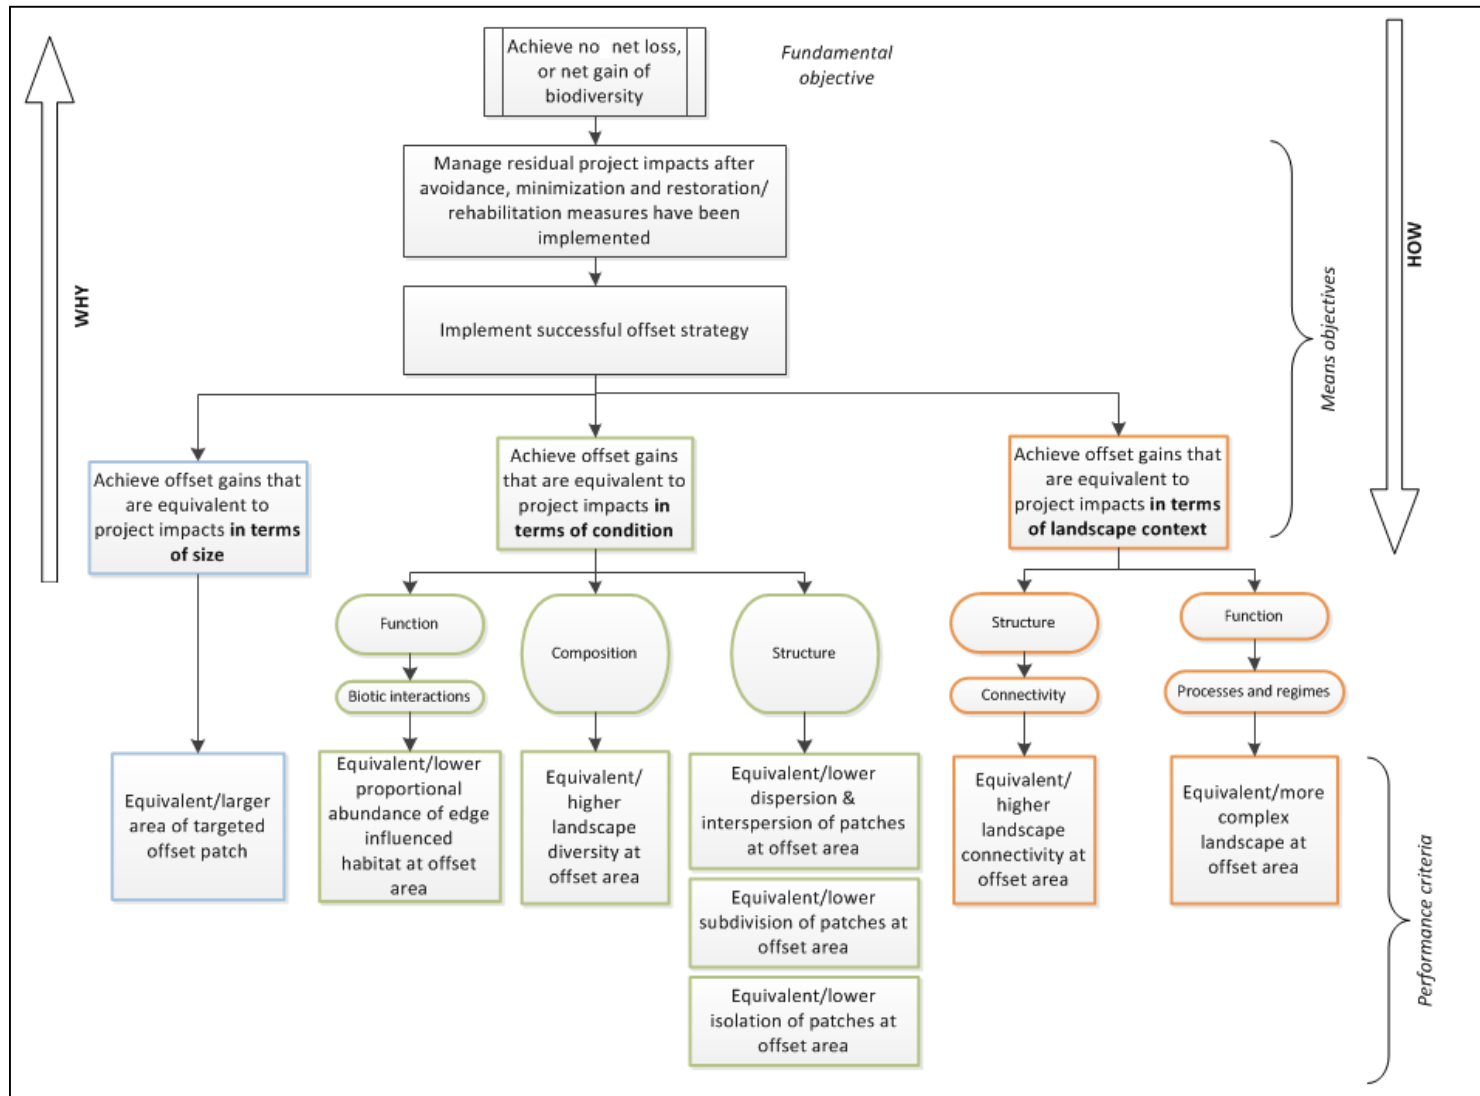 Achieve no net loss,
or net gain of
biodiversity
Fundamental
objective
Manage residual project impacts after
avoidance, minimization and restoration/
rehabilitation measures have been
implemented
Implement successful offset strategy
WHY
HOW
Means objectives
Achieve offset gains that
are equivalent to
project impacts in terms
of size
Achieve offset gains
that are equivalent to
project impacts in
terms of condition
Achieve offset gains
that are equivalent to
project impacts in terms
of landscape context
Function
Composition
Structure
Structure
Function
Biotic interactions
Connectivity
Processes and regimes
Equivalent/larger
area of targeted
offset patch
Equivalent/lower
proportional
abundance of edge
influenced
habitat at offset
area
Equivalent/
higher
landscape
diversity at
offset area
Equivalent/lower
dispersion &
interspersion of patches
at offset area
Equivalent/lower
subdivision of patches at
offset area
Equivalent/lower
isolation of patches at
offset area
Equivalent/
higher
landscape
connectivity at
offset area
Equivalent/more
complex
landscape at
offset area
Performance criteria